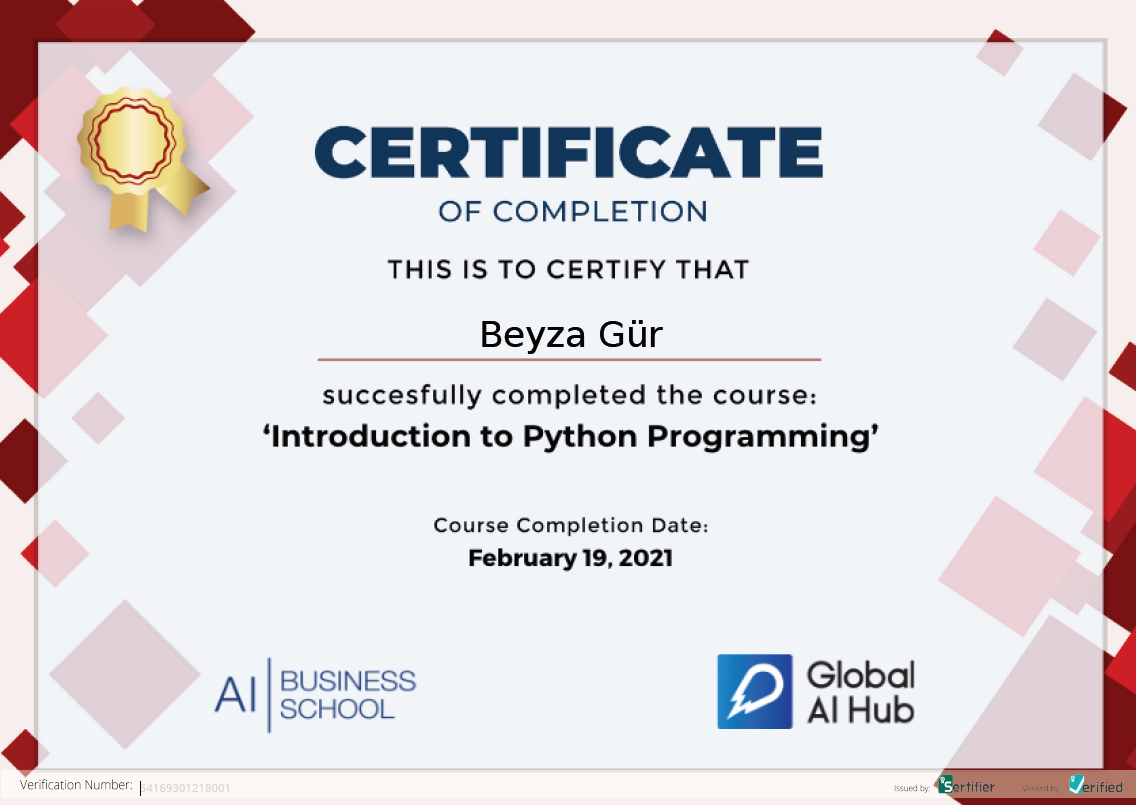 CERTIFICATE
OF COMPLETION
THIS IS TO CERTIFY THAT
Beyza Gür
succesfully completed the course:
‘Introduction to Python Programming’
Course Completion Date:
February 19, 2021
AI BUSINESS SCHOOL
Global AI Hub
Verification Number: 54169301218001
Issued by: Sertifier
Viewed by: Verified